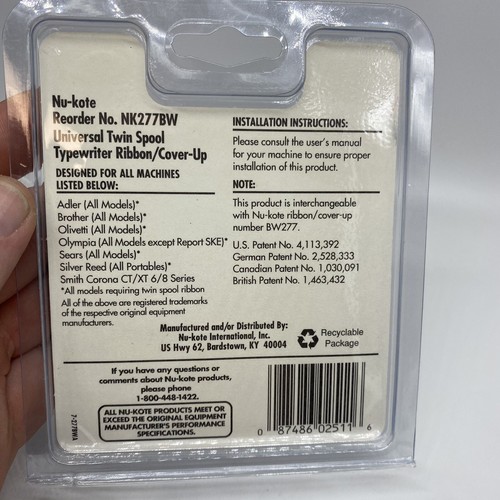 Nu-kote
Reorder No. NK277BW
Universal Twin Spool
Typewriter Ribbon/Cover-Up
DESIGNED FOR ALL MACHINES
LISTED BELOW:
Adler (All Models)*
Brother (All Models)*
Olivetti (All Models)*
Olympia (All Models except Report SKE)*
Sears (All Models)*
Silver Reed (All Portables)*
Smith Corona CT/XT 6/8 Series
*All models requiring twin spool ribbon
All of the above are registered trademarks
of the respective original equipment
manufacturers.
INSTALLATION INSTRUCTIONS:
Please consult the user's manual
for your machine to ensure proper
installation of this product.
NOTE:
This product is interchangeable
with Nu-kote ribbon/cover-up
number BW277.
U.S. Patent No. 4,113,392
German Patent No. 2,528,333
Canadian Patent No. 1,030,091
British Patent No. 1,463,432
Manufactured and/or Distributed By:
Nu-kote International, Inc.
US Hwy 62, Bardstown, KY 40004
Recyclable
Package
If you have any questions or
comments about Nu-kote products,
please phone
1-800-448-1422.
ALL NU-KOTE PRODUCTS MEET OR
EXCEED THE ORIGINAL EQUIPMENT
MANUFACTURER'S PERFORMANCE
SPECIFICATIONS.
0 87486 02511 6